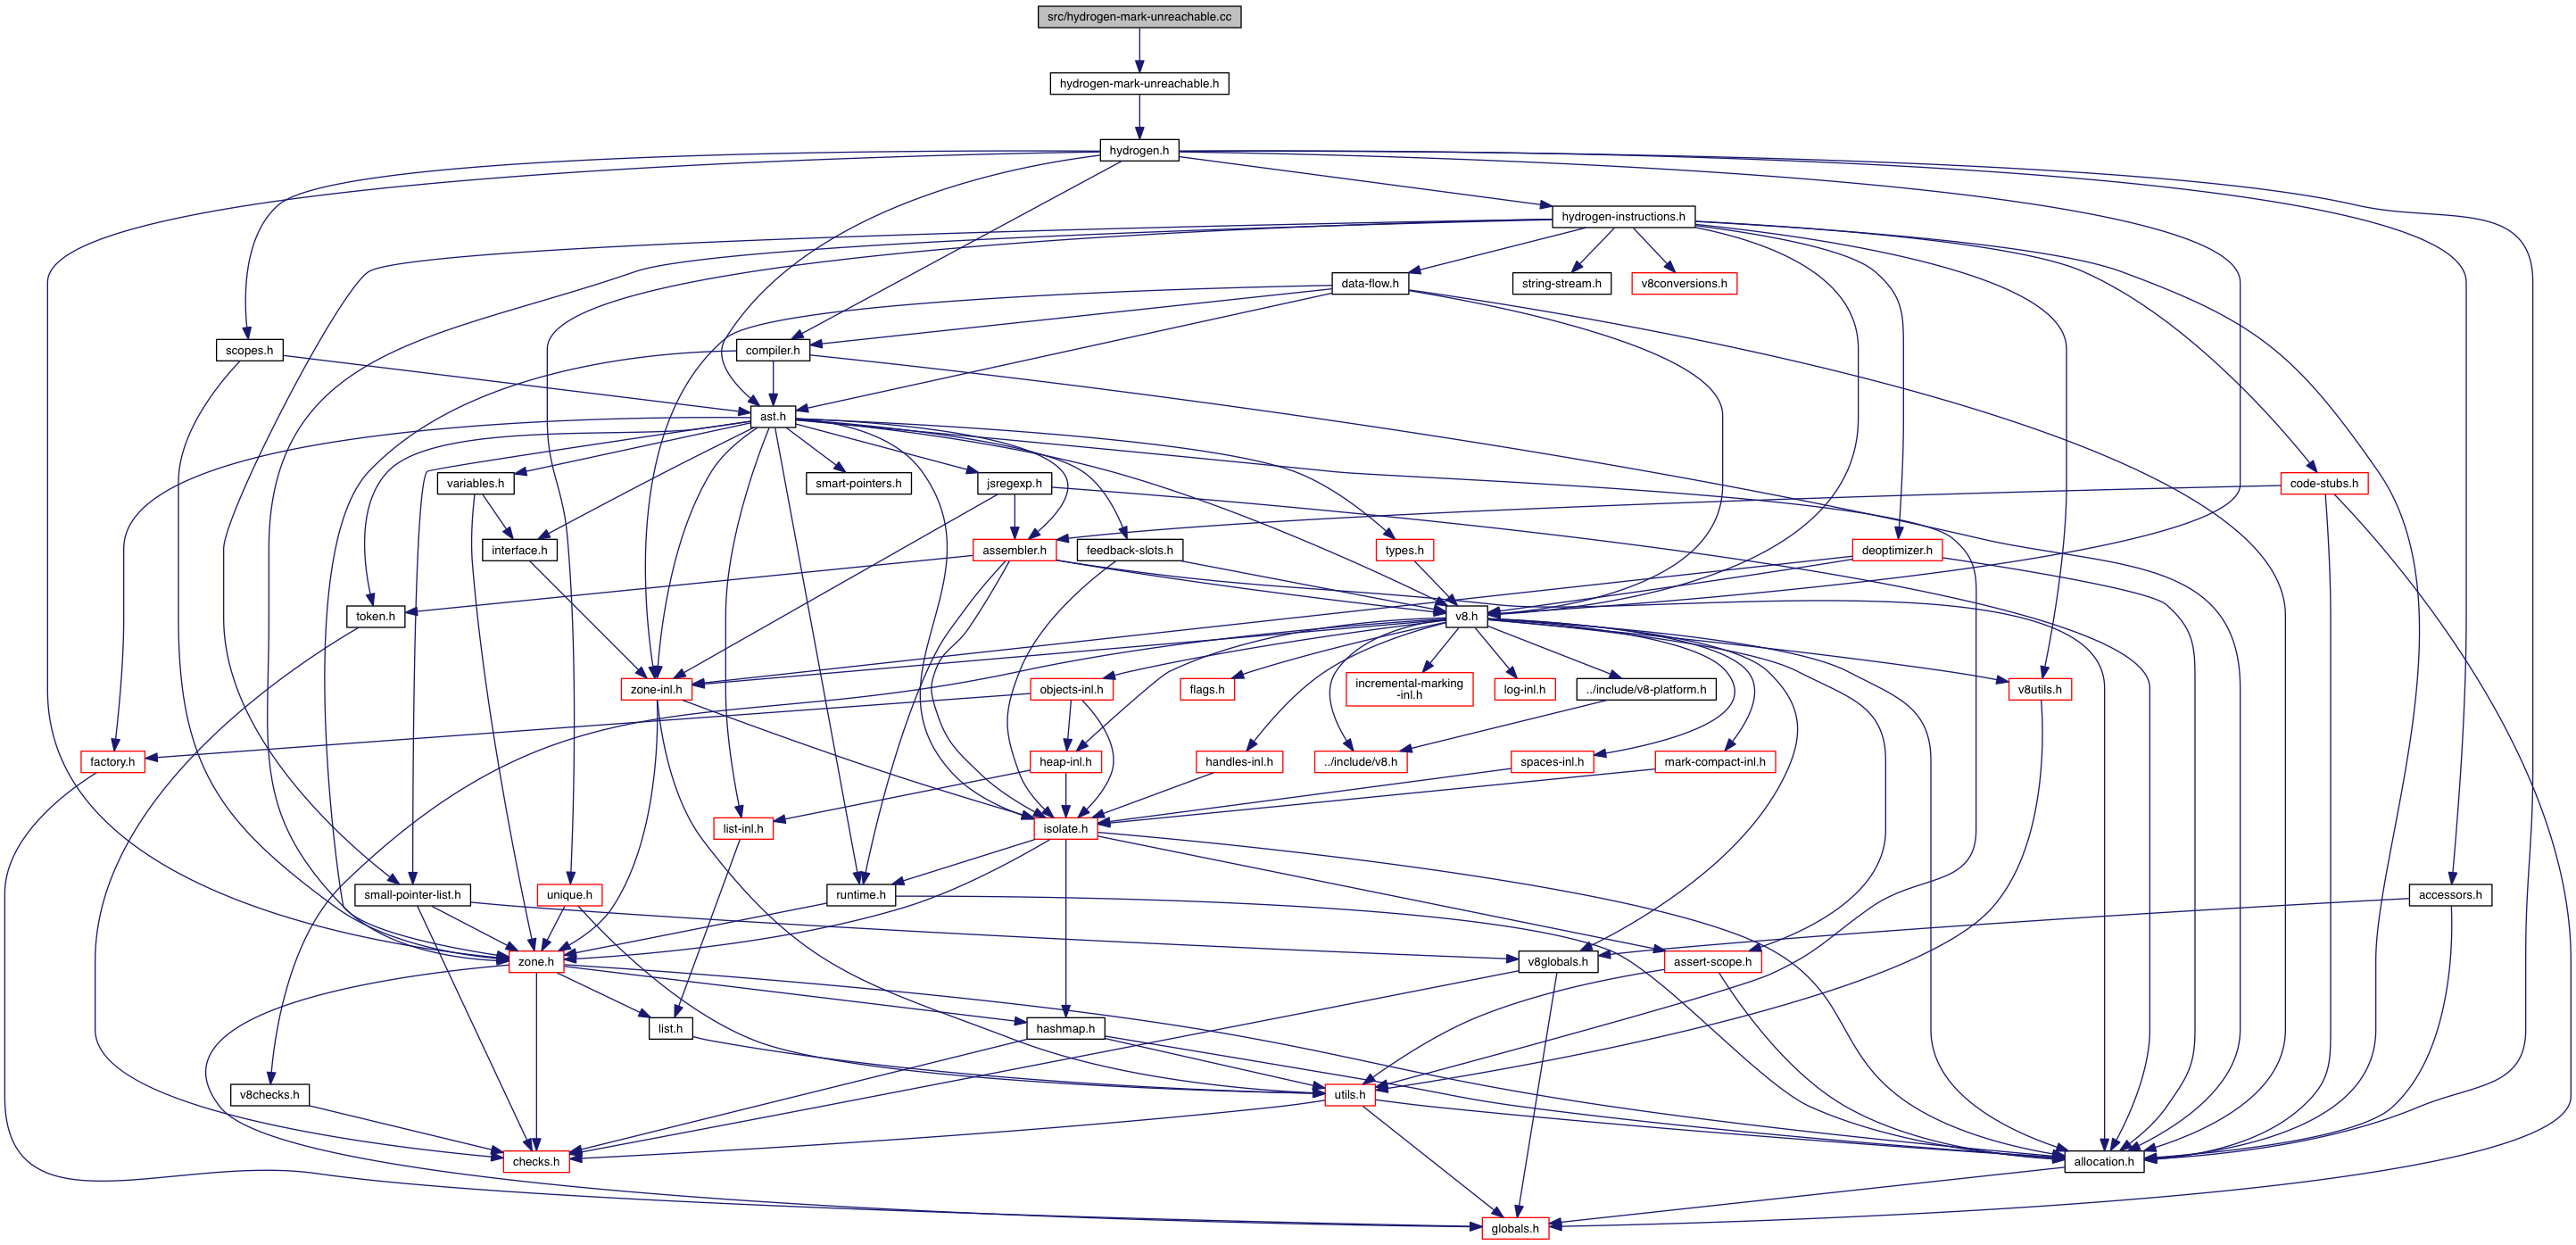 src/hydrogen-mark-unreachable.cc
hydrogen-mark-unreachable.h
hydrogen.h
hydrogen-instructions.h
data-flow.h
string-stream.h
v8conversions.h
scopes.h
compiler.h
ast.h
variables.h
smart-pointers.h
jsregexp.h
code-stubs.h
interface.h
assembler.h
feedback-slots.h
types.h
deoptimizer.h
token.h
v8.h
zone-inl.h
objects-inl.h
flags.h
incremental-marking
-inl.h
log-inl.h
../include/v8-platform.h
v8utils.h
factory.h
heap-inl.h
handles-inl.h
../include/v8.h
spaces-inl.h
mark-compact-inl.h
list-inl.h
isolate.h
small-pointer-list.h
unique.h
runtime.h
accessors.h
zone.h
v8globals.h
assert-scope.h
list.h
hashmap.h
v8checks.h
utils.h
checks.h
allocation.h
globals.h